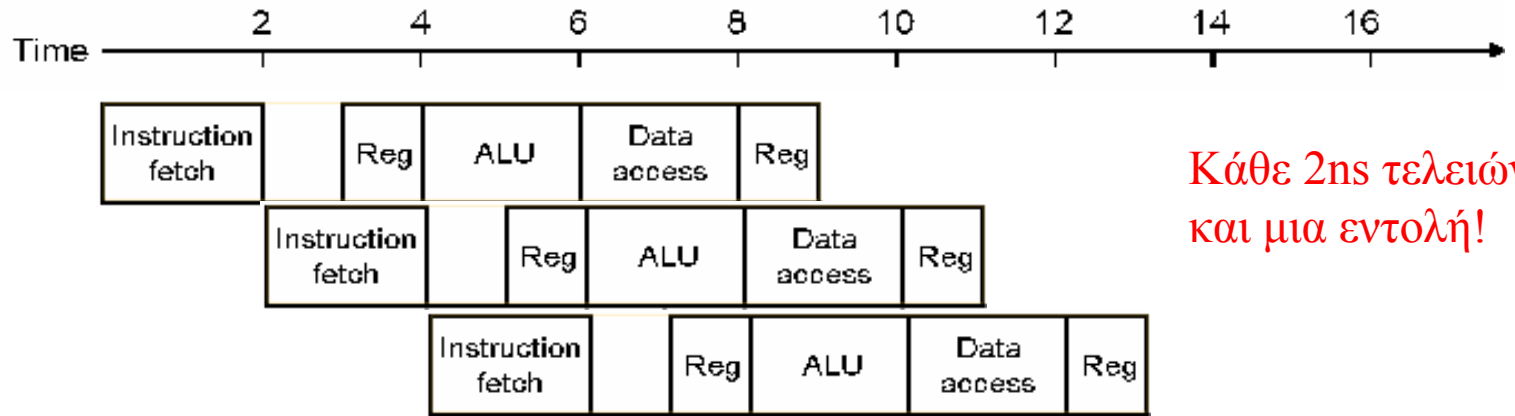 2 4 6 8 10 12 14 16
Time
Instruction fetch Reg ALU Data access Reg
Κάθε 2ns
και μια εντολή!
Instruction fetch Reg ALU Data access Reg
Instruction fetch Reg ALU Data access Reg